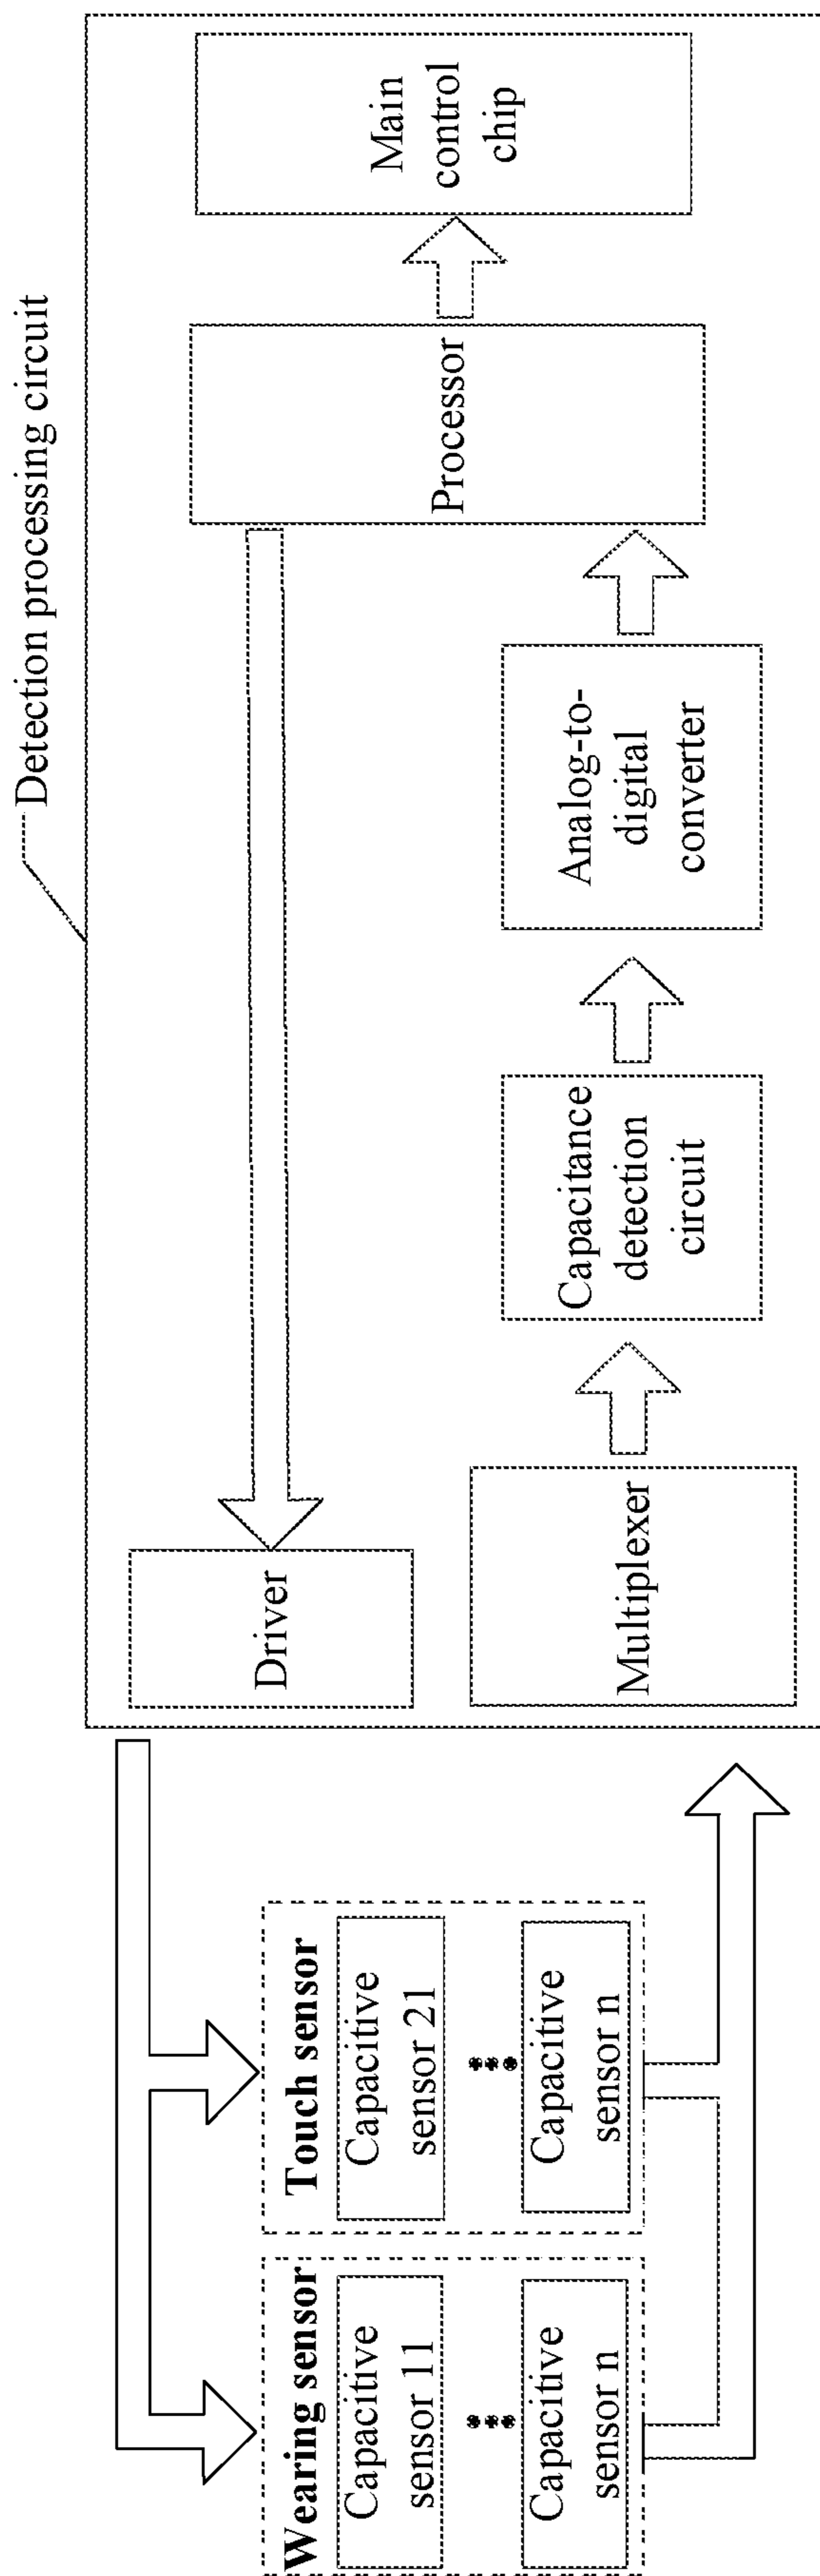 Detection processing circuit
Wearing sensor
Capacitive
sensor 11
Capacitive
sensor n
Touch sensor
Capacitive
sensor 21
Capacitive
sensor n
Driver
Multiplexer
Capacitance
detection
circuit
Analog-to-
digital
converter
Processor
Main
control
chip